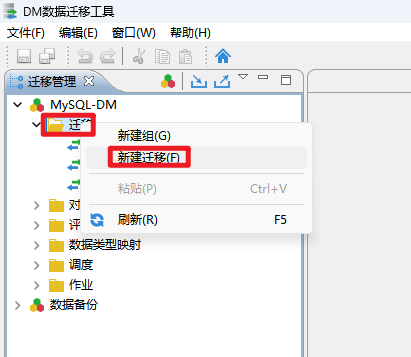 DM数据迁移工具
文件(F) 编辑(E) 窗口(W) 帮助(H)
迁移管理
MySQL-DM
迁移
新建组(G)
新建迁移(F)
粘贴(P) Ctrl+V
对
刷新(R) F5
评
数据类型映射
调度
作业
数据备份